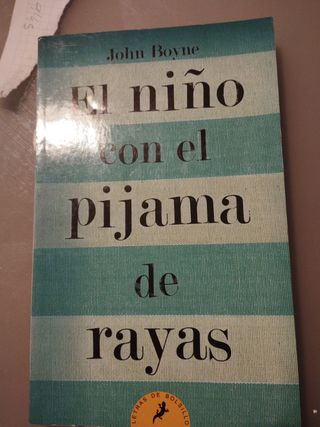 John Boyne
El niño
con el
pijama
de
rayas
LETRAS DE BOLSILLO